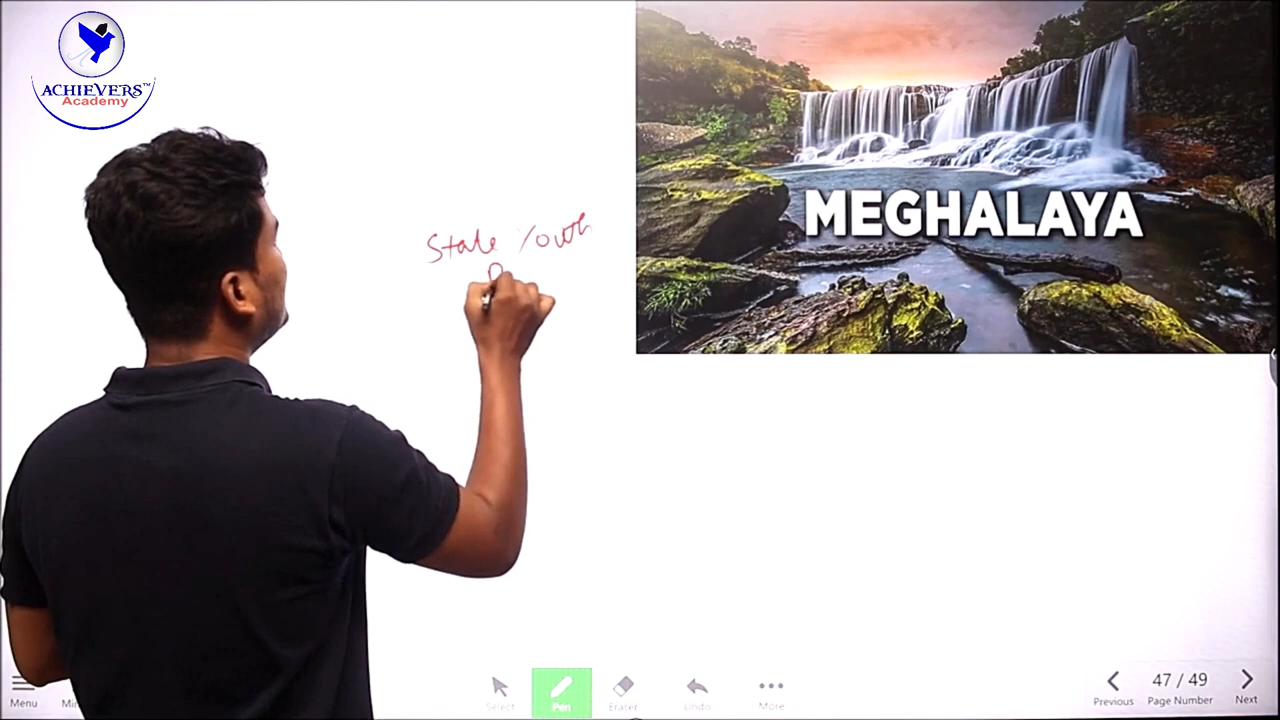 ACHIEVERS™
Academy
MEGHALAYA
State Youth
P
Menu
Select
Pen
Eraser
Undo
More
47 / 49
Previous
Page Number
Next